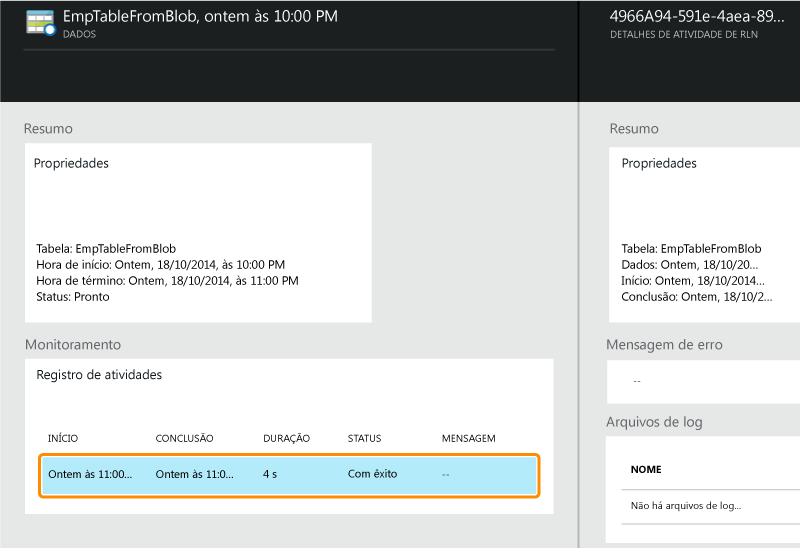 EmpTableFromBlob, ontem às 10:00 PM
DADOS
Resumo
Propriedades
Tabela: EmpTableFromBlob
Hora de início: Ontem, 18/10/2014, às 10:00 PM
Hora de término: Ontem, 18/10/2014, às 11:00 PM
Status: Pronto
Monitoramento
Registro de atividades
INÍCIO CONCLUSÃO DURAÇÃO STATUS MENSAGEM
Ontem às 11:00... Ontem às 11:0... 4 s Com êxito --
4966A94-591e-4aea-89...
DETALHES DE ATIVIDADE DE RLN
Resumo
Propriedades
Tabela: EmpTableFromBlob
Dados: Ontem, 18/10/20...
Início: Ontem, 18/10/2014...
Conclusão: Ontem, 18/10/2...
Mensagem de erro
--
Arquivos de log
NOME
Não há arquivos de log...